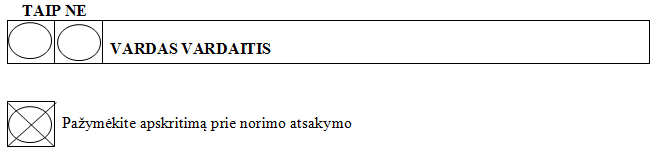 TAIP NE
VARDAS VARDAITIS
Pažymėkite apskritimą prie norimo atsakymo